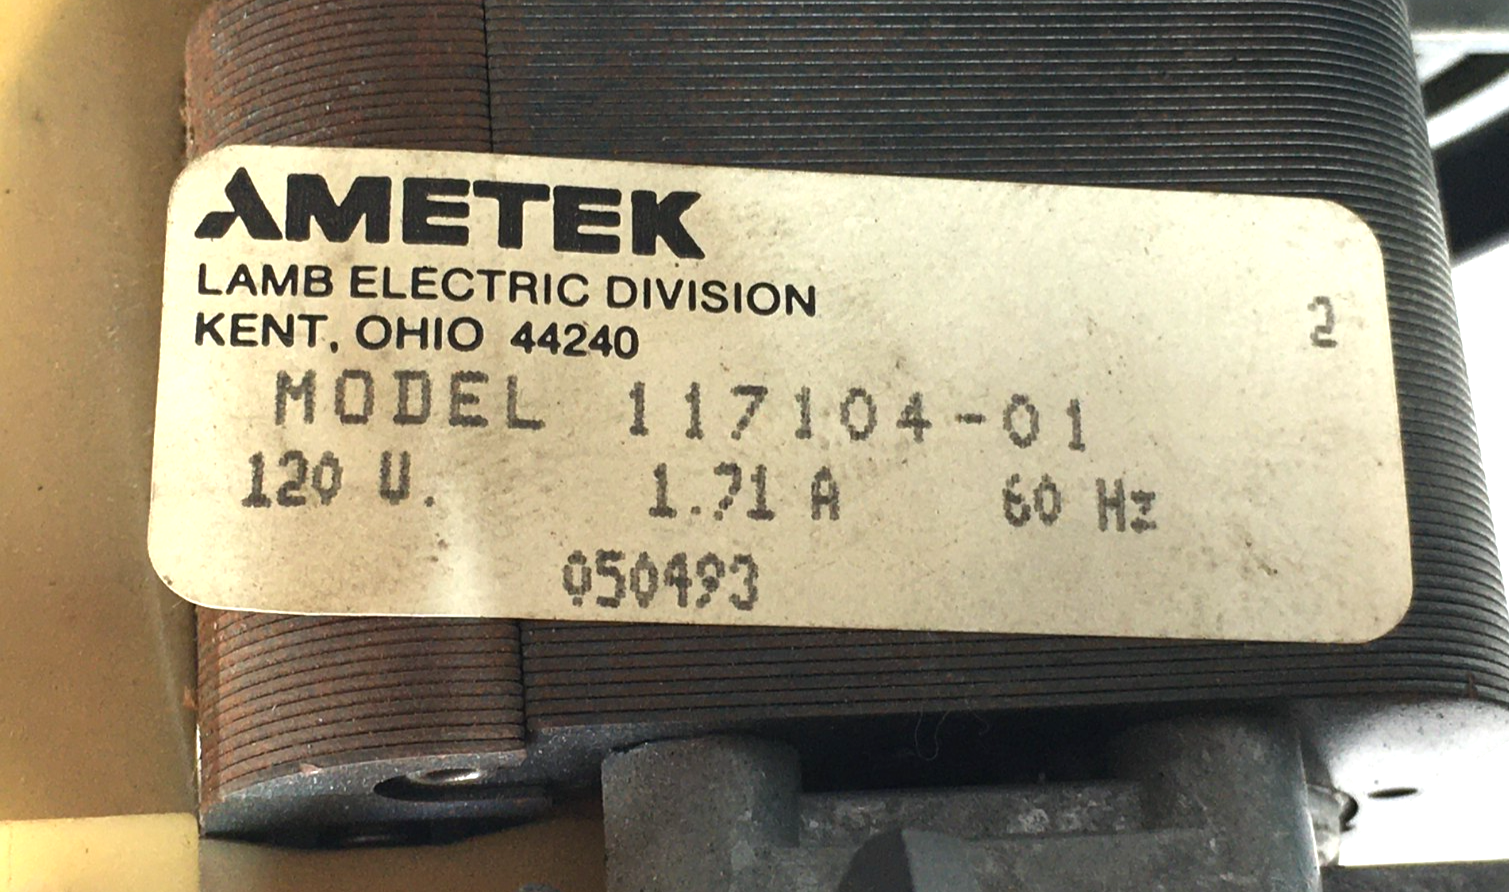 AMETEK
LAMB ELECTRIC DIVISION
KENT, OHIO 44240
2
MODEL 117104-01
120 V. 1.71 A 60 Hz
050493